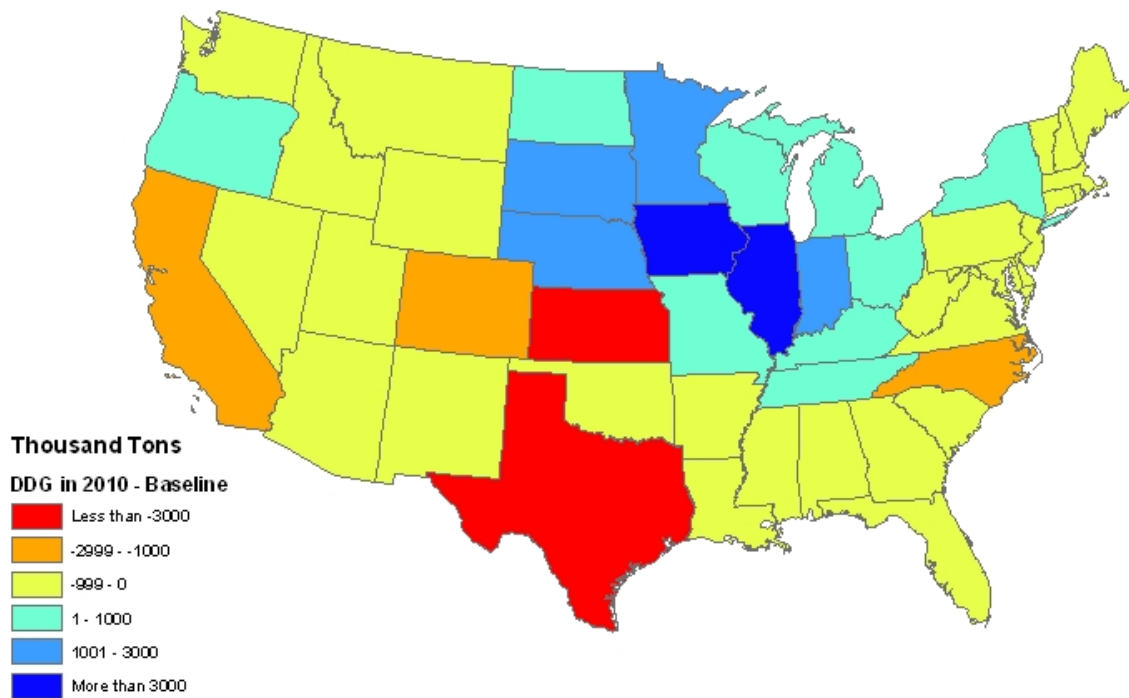 Thousand Tons
DDG in 2010 - Baseline
Less than -3000
-2999 - -1000
-999 - 0
1 - 1000
1001 - 3000
More than 3000